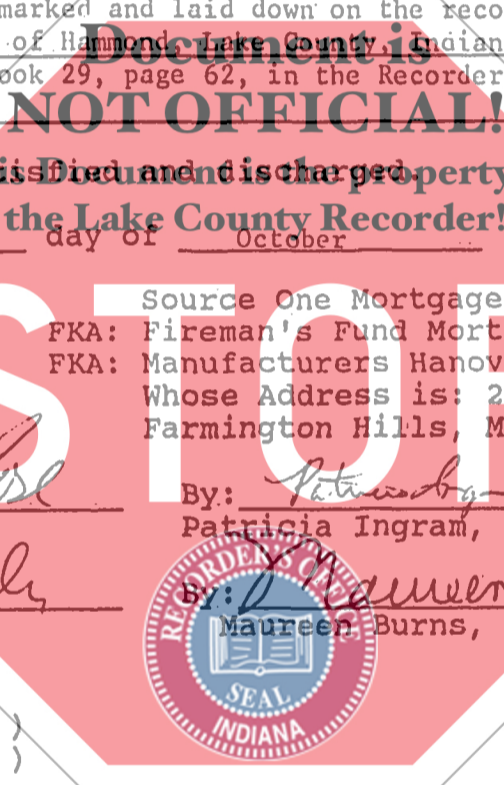 marked and laid down on the reco
Document is
of Hammond, Lake County, Indian
ook 29, page 62, in the Recorder
NOT OFFICIAL!
isfied and discharged.
is Document is the property
the Lake County Recorder!
day of October
STOP
Source One Mortgage
FKA: Fireman's Fund Mort
FKA: Manufacturers Hanov
Whose Address is: 2
Farmington Hills, M
By:
Patricia Ingram,
By: Maureen
Maureen Burns,
RECORDER'S OFFICE
SEAL
INDIANA
)
)